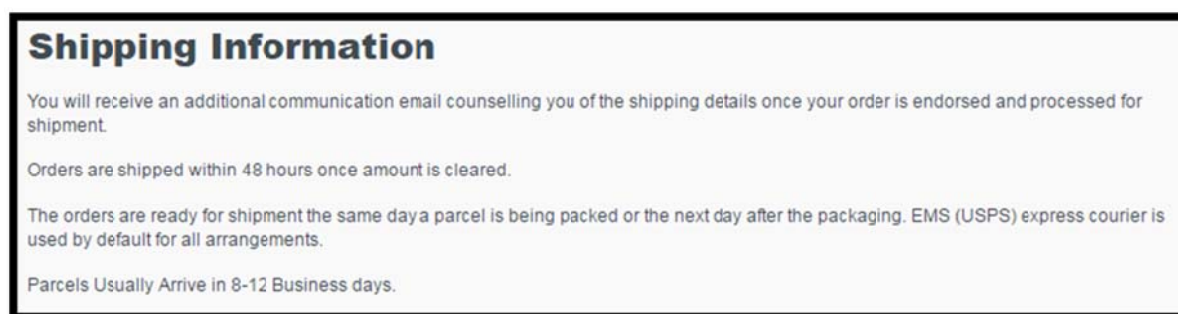 Shipping Information
You will receive an additional communication email counselling you of the shipping details once your order is endorsed and processed for
shipment.
Orders are shipped within 48 hours once amount is cleared.
The orders are ready for shipment the same day a parcel is being packed or the next day after the packaging. EMS (USPS) express courier is
used by default for all arrangements.
Parcels Usually Arrive in 8-12 Business days.